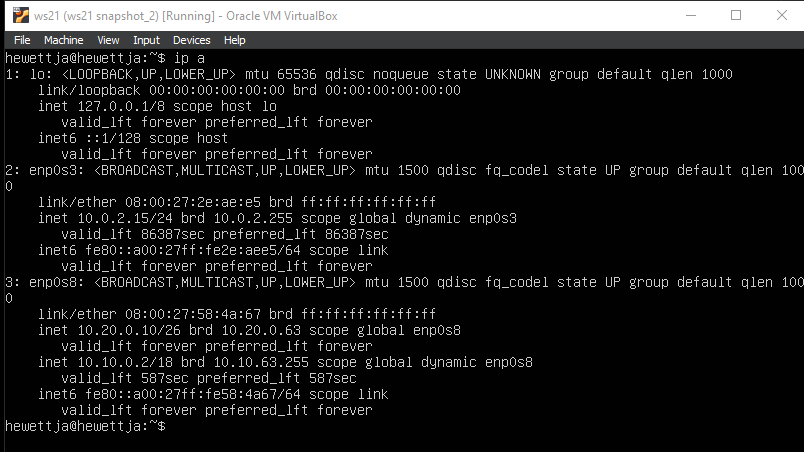 ws21 (ws21 snapshot_2) [Running] - Oracle VM VirtualBox
File Machine View Input Devices Help
hewettja@hewettja:~$ ip a
1: lo: <LOOPBACK,UP,LOWER_UP> mtu 65536 qdisc noqueue state UNKNOWN group default qlen 1000
    link/loopback 00:00:00:00:00:00 brd 00:00:00:00:00:00
    inet 127.0.0.1/8 scope host lo
       valid_lft forever preferred_lft forever
    inet6 ::1/128 scope host
       valid_lft forever preferred_lft forever
2: enp0s3: <BROADCAST,MULTICAST,UP,LOWER_UP> mtu 1500 qdisc fq_codel state UP group default qlen 100
0
    link/ether 08:00:27:2e:ae:e5 brd ff:ff:ff:ff:ff:ff
    inet 10.0.2.15/24 brd 10.0.2.255 scope global dynamic enp0s3
       valid_lft 86387sec preferred_lft 86387sec
    inet6 fe80::a00:27ff:fe2e:aee5/64 scope link
       valid_lft forever preferred_lft forever
3: enp0s8: <BROADCAST,MULTICAST,UP,LOWER_UP> mtu 1500 qdisc fq_codel state UP group default qlen 100
0
    link/ether 08:00:27:58:4a:67 brd ff:ff:ff:ff:ff:ff
    inet 10.20.0.10/26 brd 10.20.0.63 scope global enp0s8
       valid_lft forever preferred_lft forever
    inet 10.10.0.2/18 brd 10.10.63.255 scope global dynamic enp0s8
       valid_lft 587sec preferred_lft 587sec
    inet6 fe80::a00:27ff:fe58:4a67/64 scope link
       valid_lft forever preferred_lft forever
hewettja@hewettja:~$